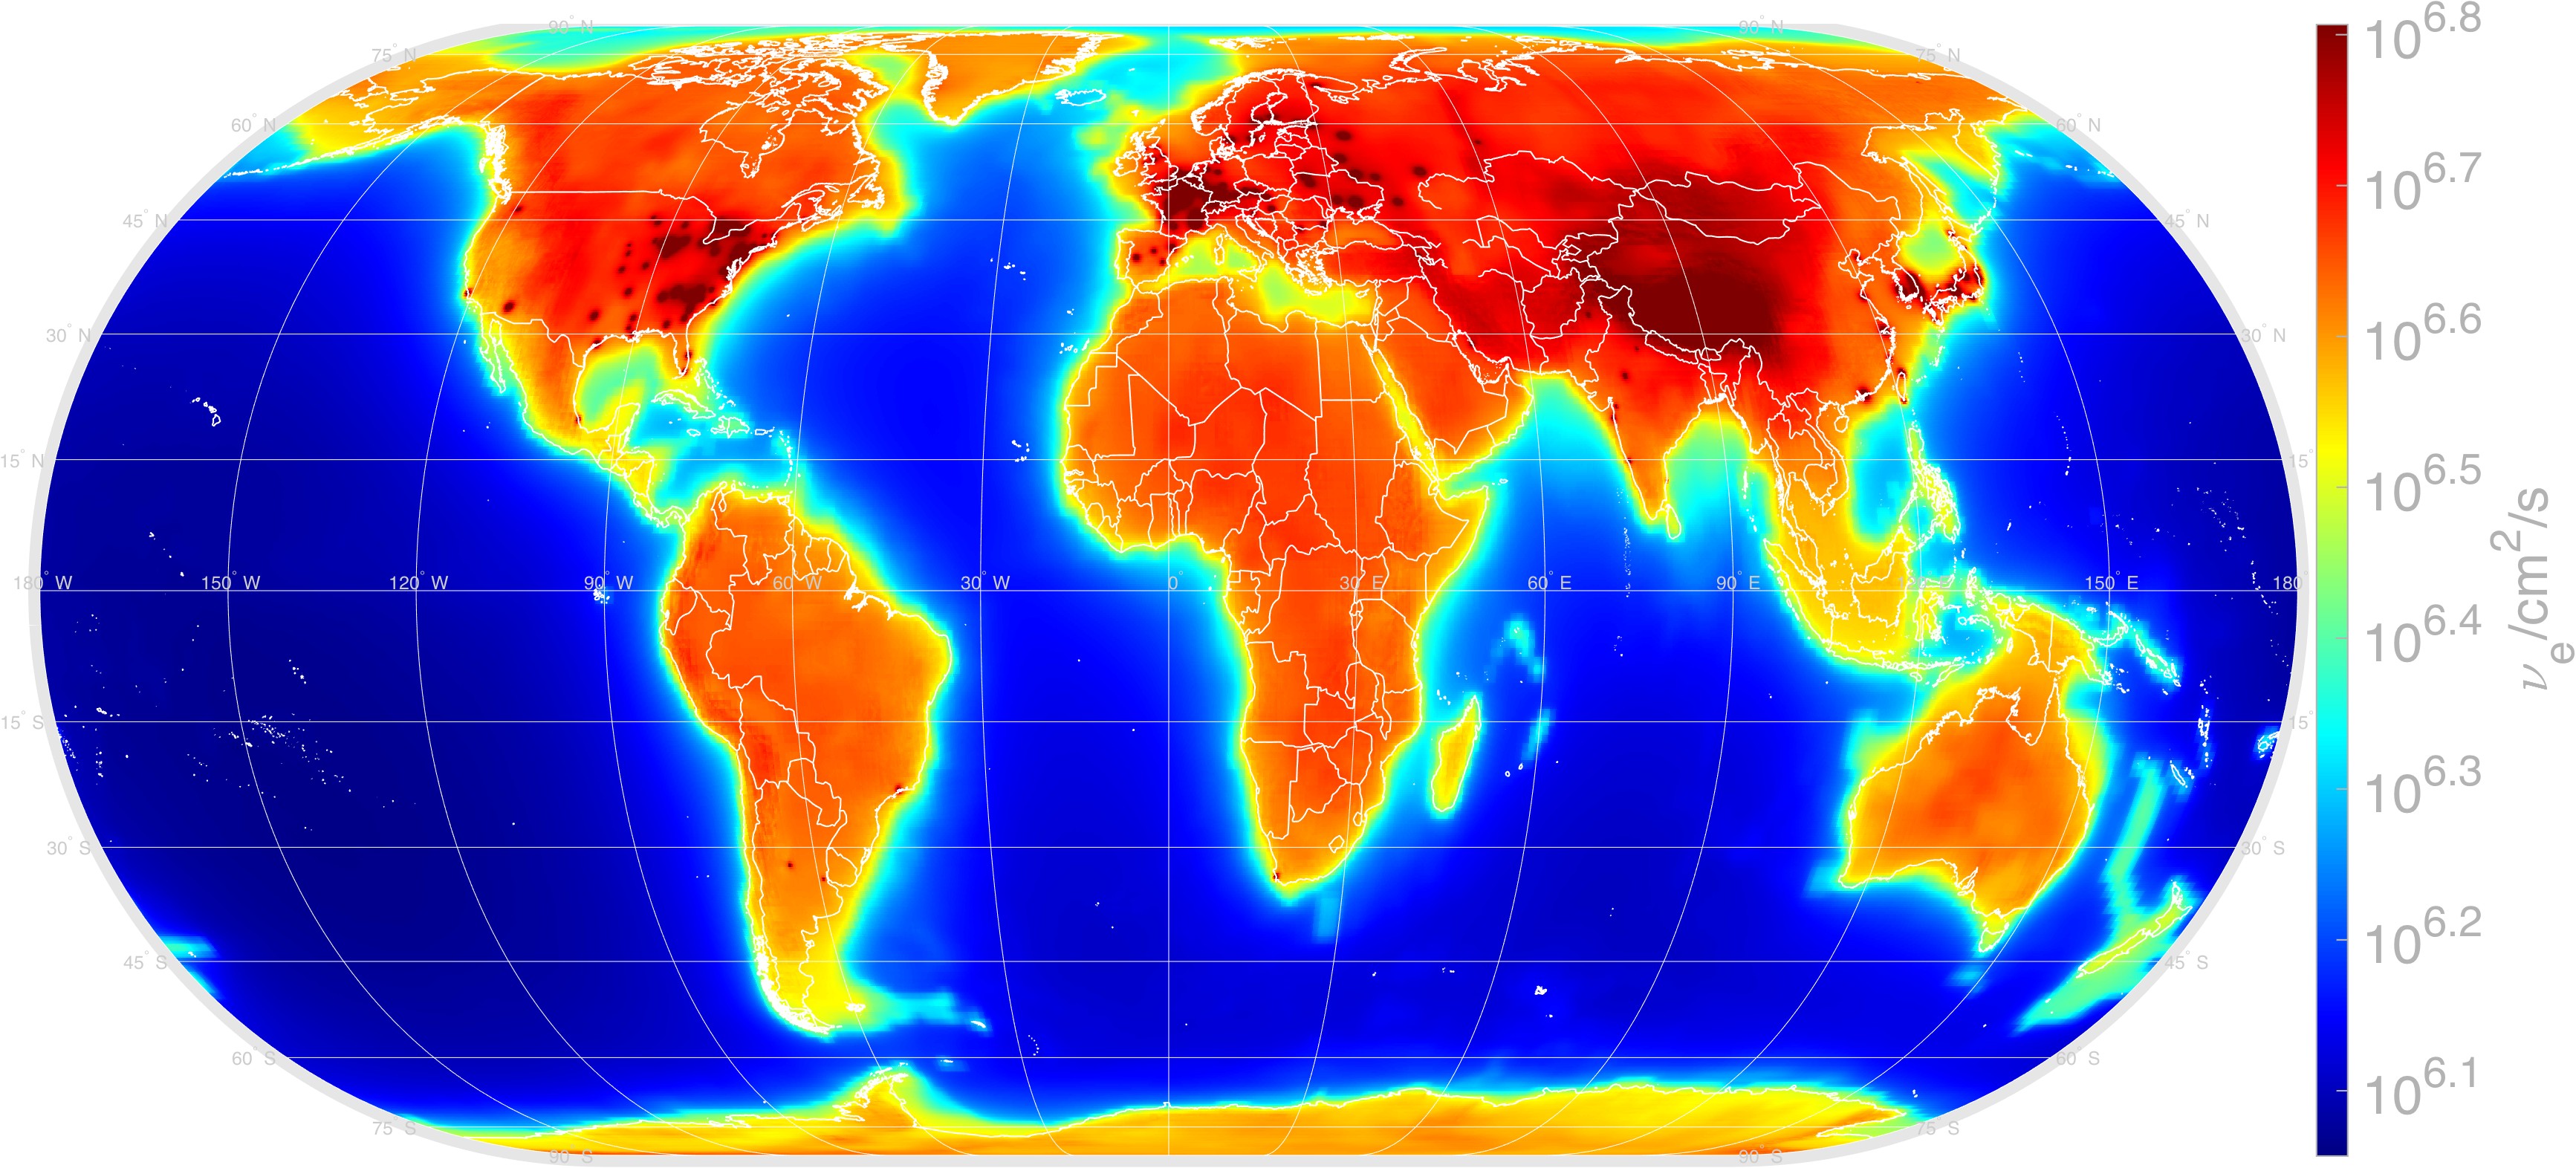 90° N 90° N
75° N 75° N
60° N 60° N
45° N 45° N
30° N 30° N
15° N 15°
180° W 150° W 120° W 90° W 60° W 30° W 0° 30° E 60° E 90° E 120° E 150° E 180°
15° S 15°
30° S 30° S
45° S 45° S
60° S 60° S
75° S 75° S
90° S 90° S
10^6.8
10^6.7
10^6.6
10^6.5
10^6.4
10^6.3
10^6.2
10^6.1
ν_e/cm^2/s